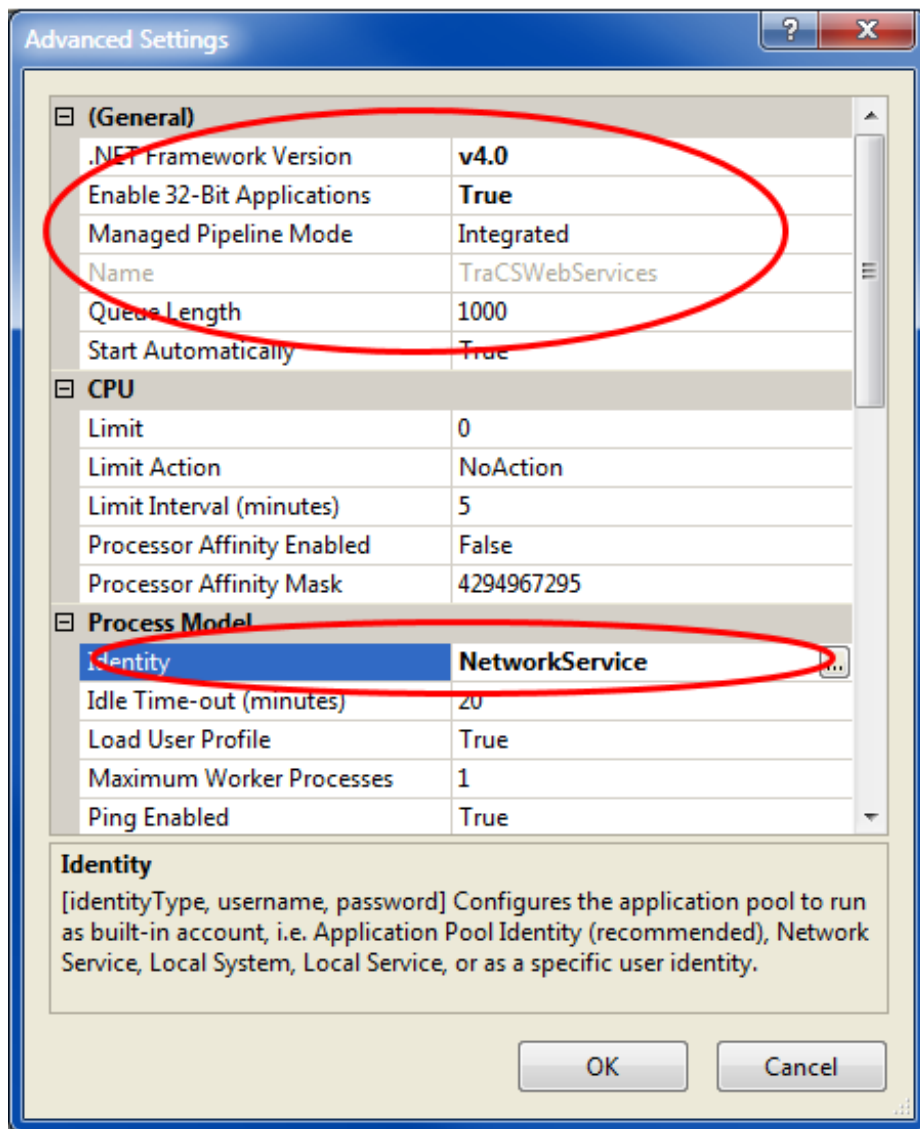 Advanced Settings
(General)
.NET Framework Version v4.0
Enable 32-Bit Applications True
Managed Pipeline Mode Integrated
Name TraCSWebServices
Queue Length 1000
Start Automatically True
CPU
Limit 0
Limit Action NoAction
Limit Interval (minutes) 5
Processor Affinity Enabled False
Processor Affinity Mask 4294967295
Process Model
Identity NetworkService ...
Idle Time-out (minutes) 20
Load User Profile True
Maximum Worker Processes 1
Ping Enabled True
Identity
[identityType, username, password] Configures the application pool to run
as built-in account, i.e. Application Pool Identity (recommended), Network
Service, Local System, Local Service, or as a specific user identity.
OK Cancel